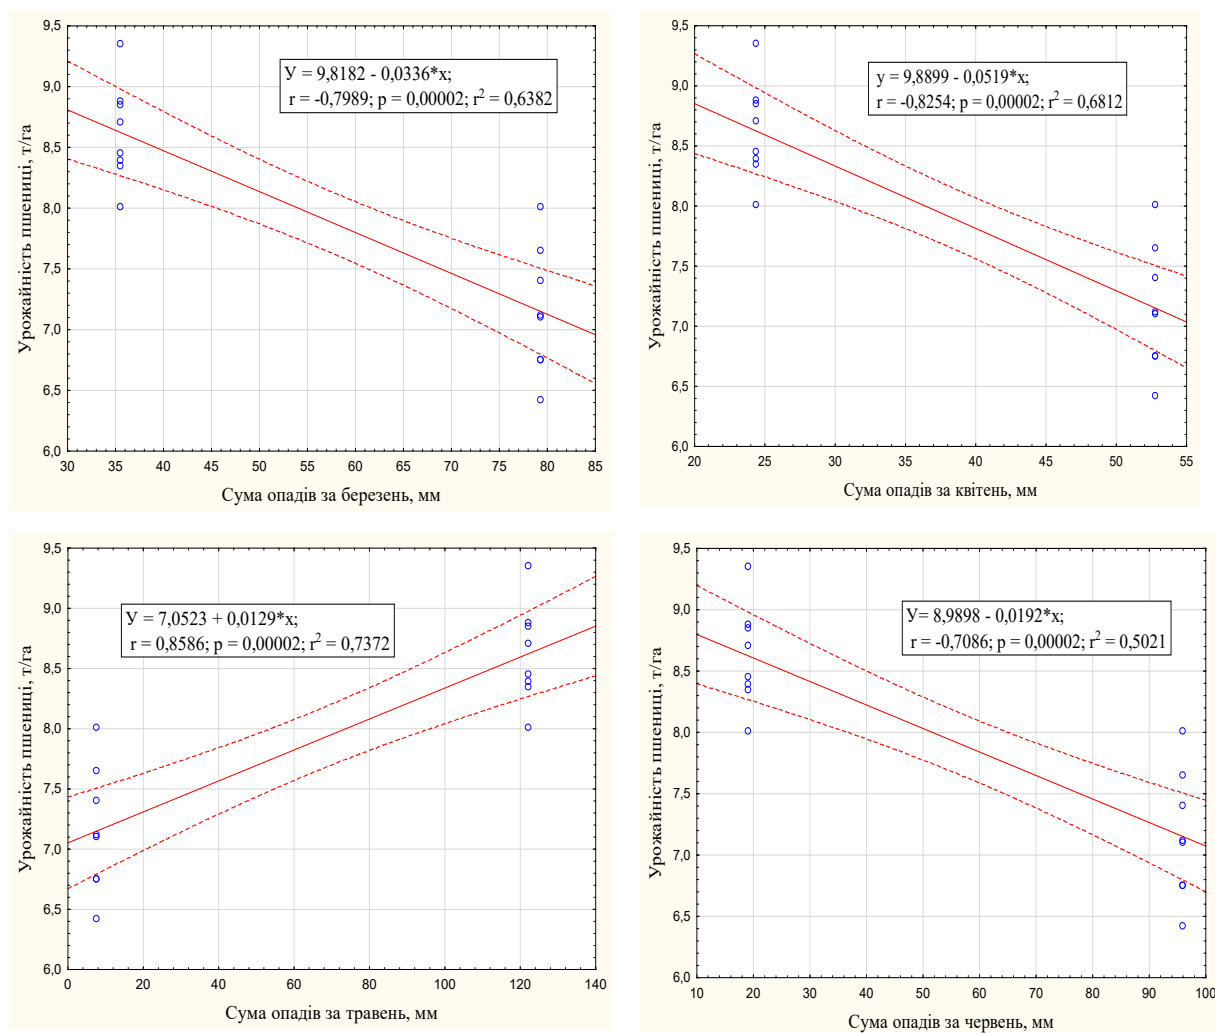 9,5
9,0
8,5
8,0
7,5
7,0
6,5
6,0
Урожайність пшениці, т/га
У = 9,8182 - 0,0336*x;
r = -0,7989; p = 0,00002; r² = 0,6382
30 35 40 45 50 55 60 65 70 75 80 85
Сума опадів за березень, мм
9,5
9,0
8,5
8,0
7,5
7,0
6,5
6,0
Урожайність пшениці, т/га
y = 9,8899 - 0,0519*x;
r = -0,8254; p = 0,00002; r² = 0,6812
20 25 30 35 40 45 50 55
Сума опадів за квітень, мм
9,5
9,0
8,5
8,0
7,5
7,0
6,5
6,0
Урожайність пшениці, т/га
У = 7,0523 + 0,0129*x;
r = 0,8586; p = 0,00002; r² = 0,7372
0 20 40 60 80 100 120 140
Сума опадів за травень, мм
9,5
9,0
8,5
8,0
7,5
7,0
6,5
6,0
Урожайність пшениці, т/га
У= 8,9898 - 0,0192*x;
r = -0,7086; p = 0,00002; r² = 0,5021
10 20 30 40 50 60 70 80 90 100
Сума опадів за червень, мм